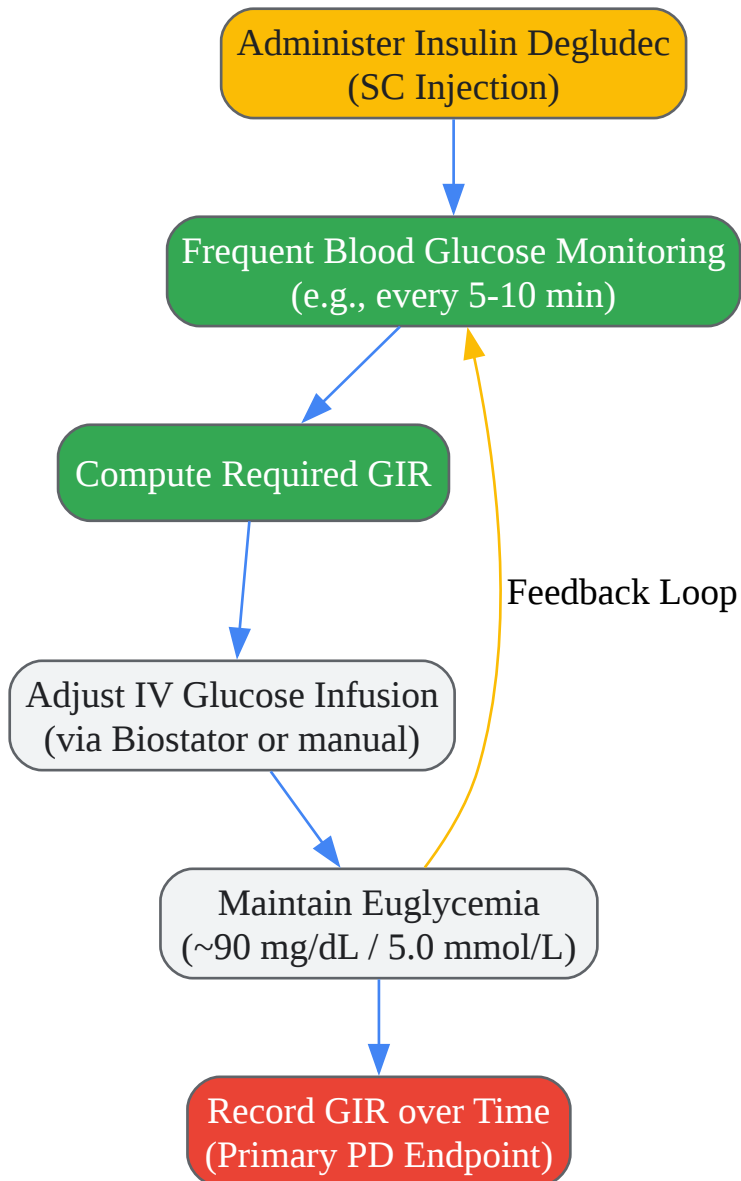 Administer Insulin Degludec
(SC Injection)
Frequent Blood Glucose Monitoring
(e.g., every 5-10 min)
Compute Required GIR
Feedback Loop
Adjust IV Glucose Infusion
(via Biostator or manual)
Maintain Euglycemia
(~90 mg/dL / 5.0 mmol/L)
Record GIR over Time
(Primary PD Endpoint)